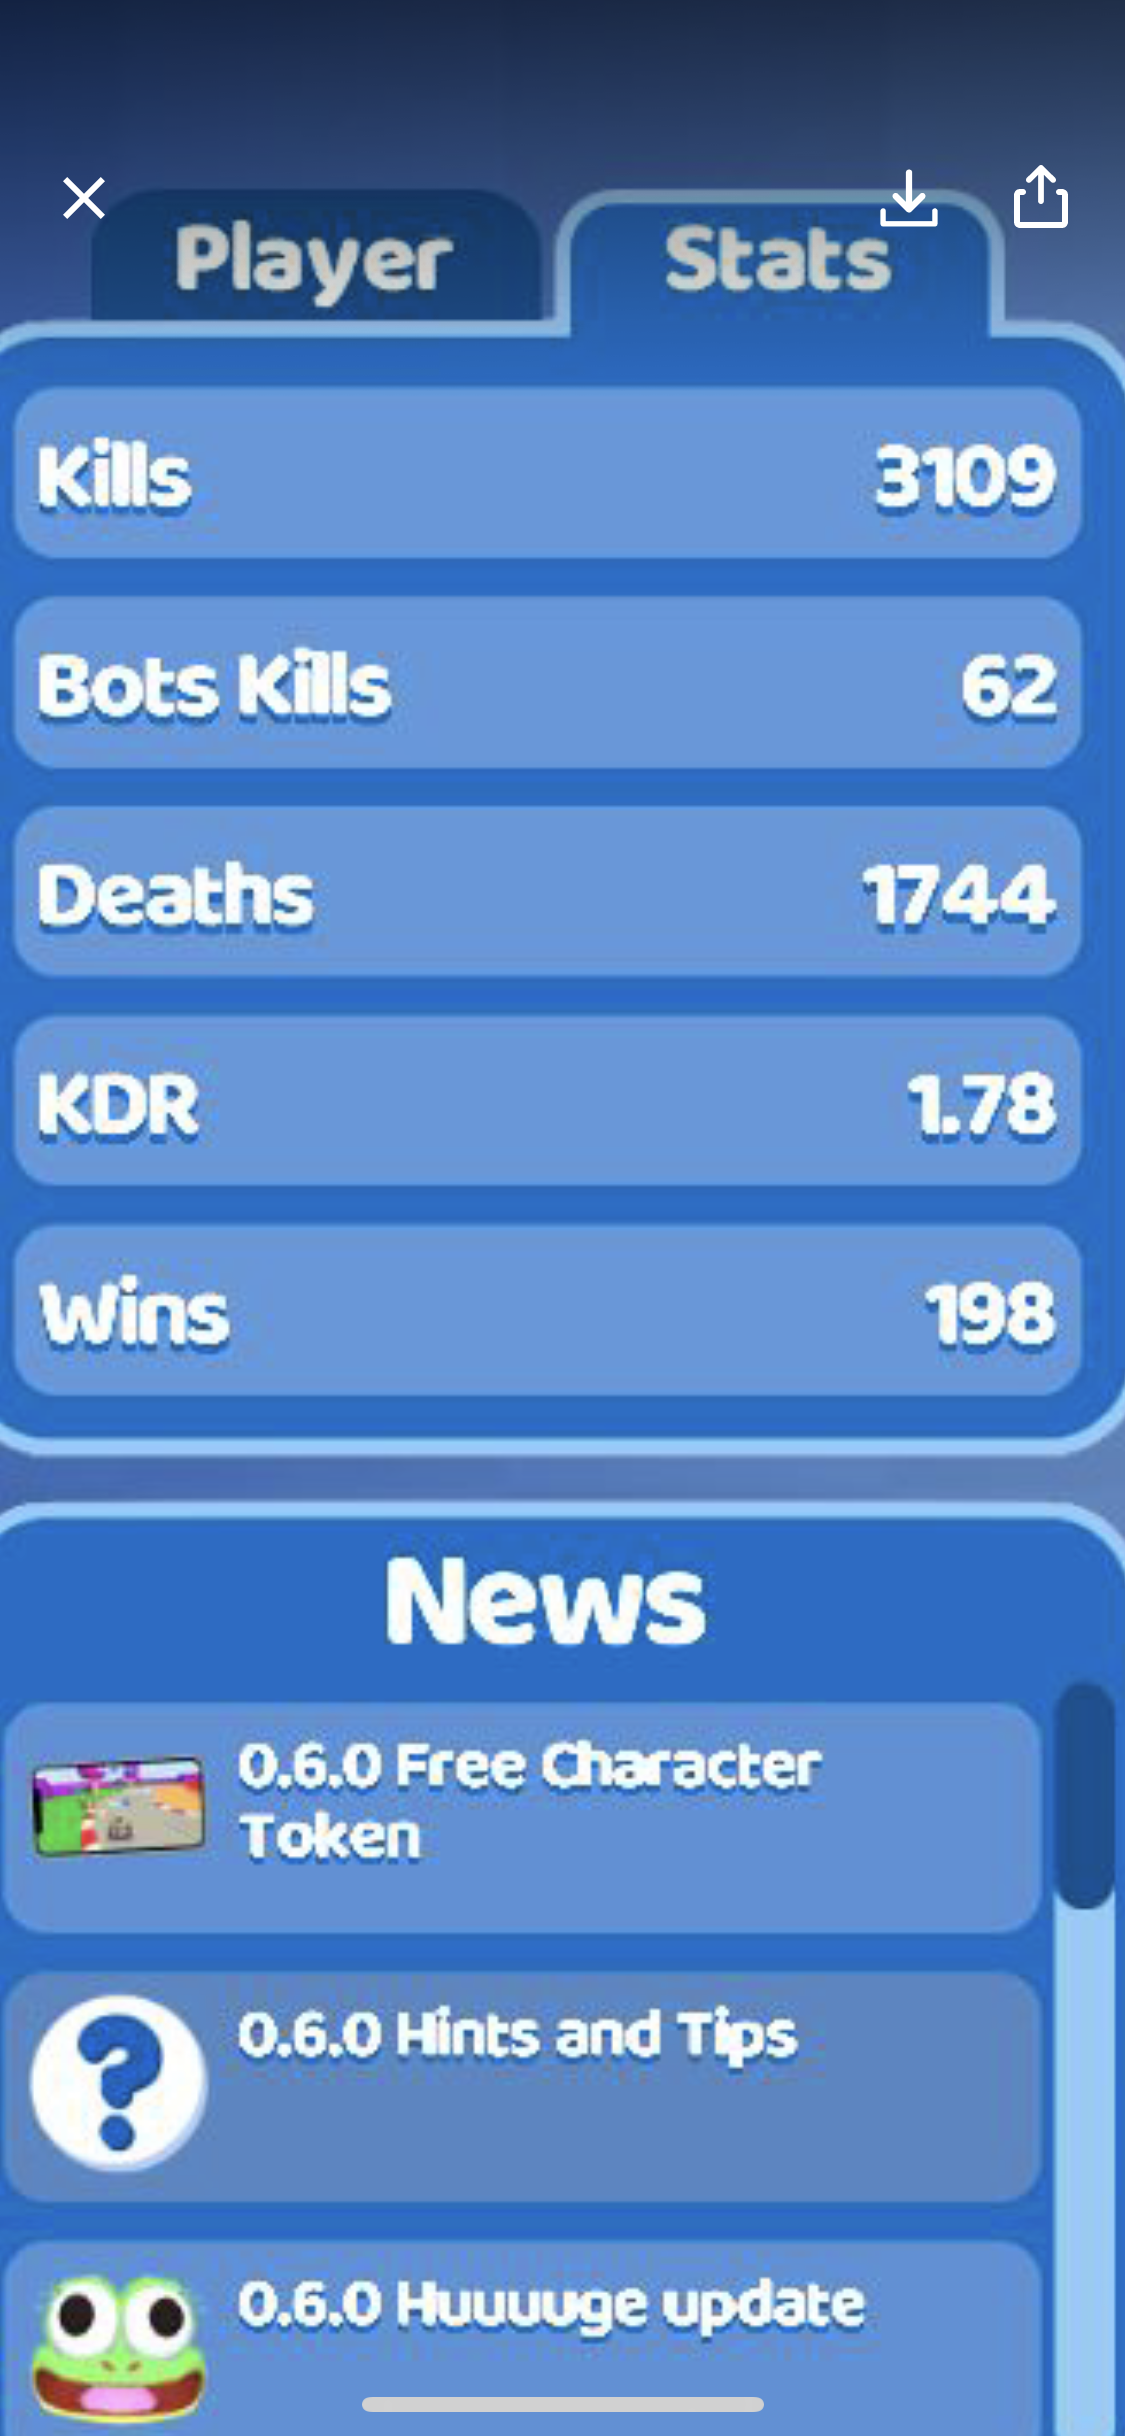 Player
Stats
Kills
3109
Bots Kills
62
Deaths
1744
KDR
1.78
Wins
198
News
0.6.0 Free Character
Token
?
0.6.0 Hints and Tips
0.6.0 Huuuuge update